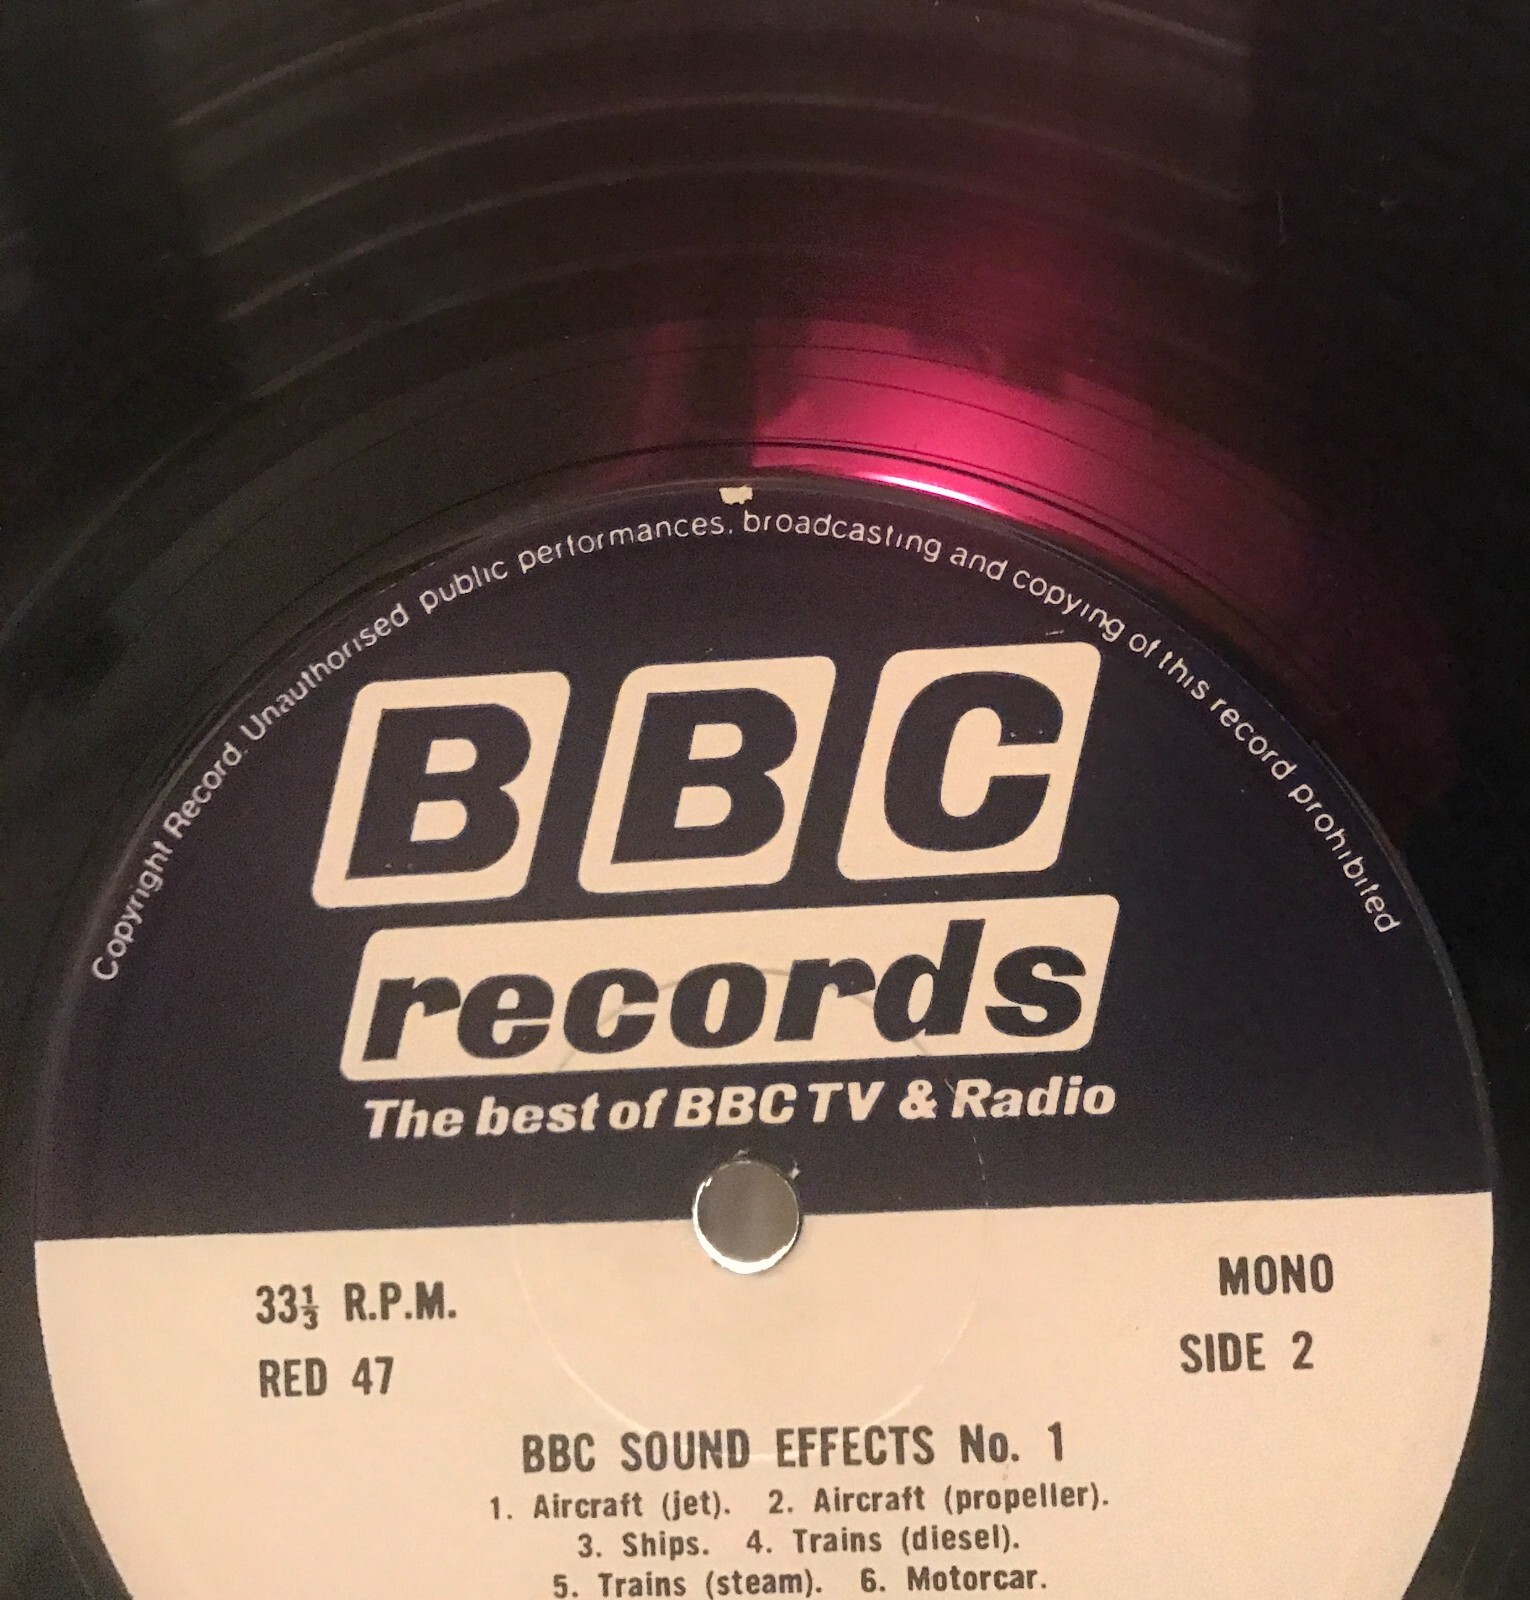 Copyright Record. Unauthorised public performances, broadcasting and copying of this record prohibited
BBC
records
The best of BBC TV & Radio
33⅓ R.P.M.
MONO
RED 47
SIDE 2
BBC SOUND EFFECTS No. 1
1. Aircraft (jet). 2. Aircraft (propeller).
3. Ships. 4. Trains (diesel).
5. Trains (steam). 6. Motorcar.